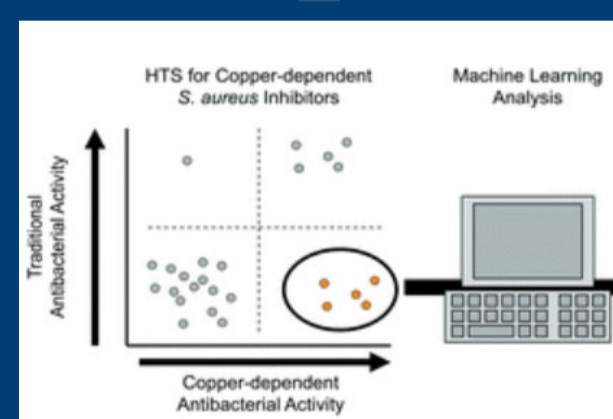 HTS for Copper-dependent
S. aureus Inhibitors
Machine Learning
Analysis
Traditional
Antibacterial Activity
Copper-dependent
Antibacterial Activity